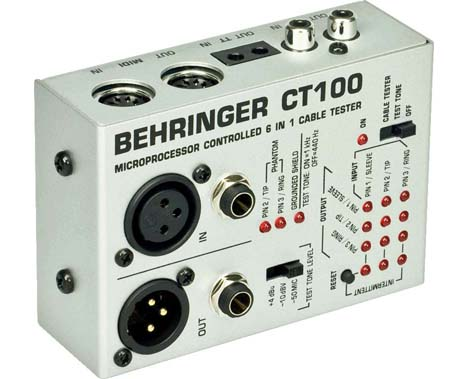 IN
OUT MIDI
OUT TT
IN
IN
OUT
BEHRINGER CT100
MICROPROCESSOR CONTROLLED 6 IN 1 CABLE TESTER
CABLE TESTER
TEST TONE
OFF
ON
PHANTOM
PIN 2 / TIP
PIN 3 / RING
GROUNDED SHIELD
TEST TONE ON=1 kHz
OFF=440 Hz
INPUT
PIN 1 / SLEEVE
PIN 2 / TIP
PIN 3 / RING
OUTPUT
PIN 1 / SLEEVE
PIN 2 / TIP
PIN 3 / RING
IN
OUT
+4 dBu
-10 dBV
-50 MIC
TEST TONE LEVEL
RESET
INTERMITTENT